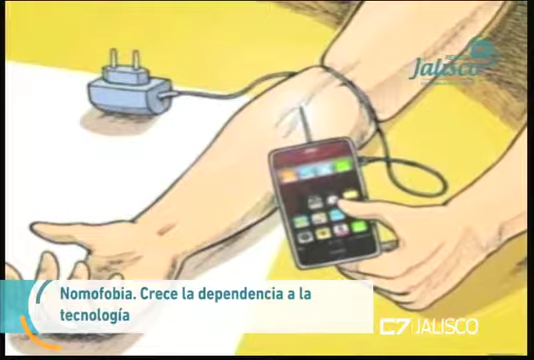 Jalisco
Nomofobia. Crece la dependencia a la
tecnología
C7 JALISCO